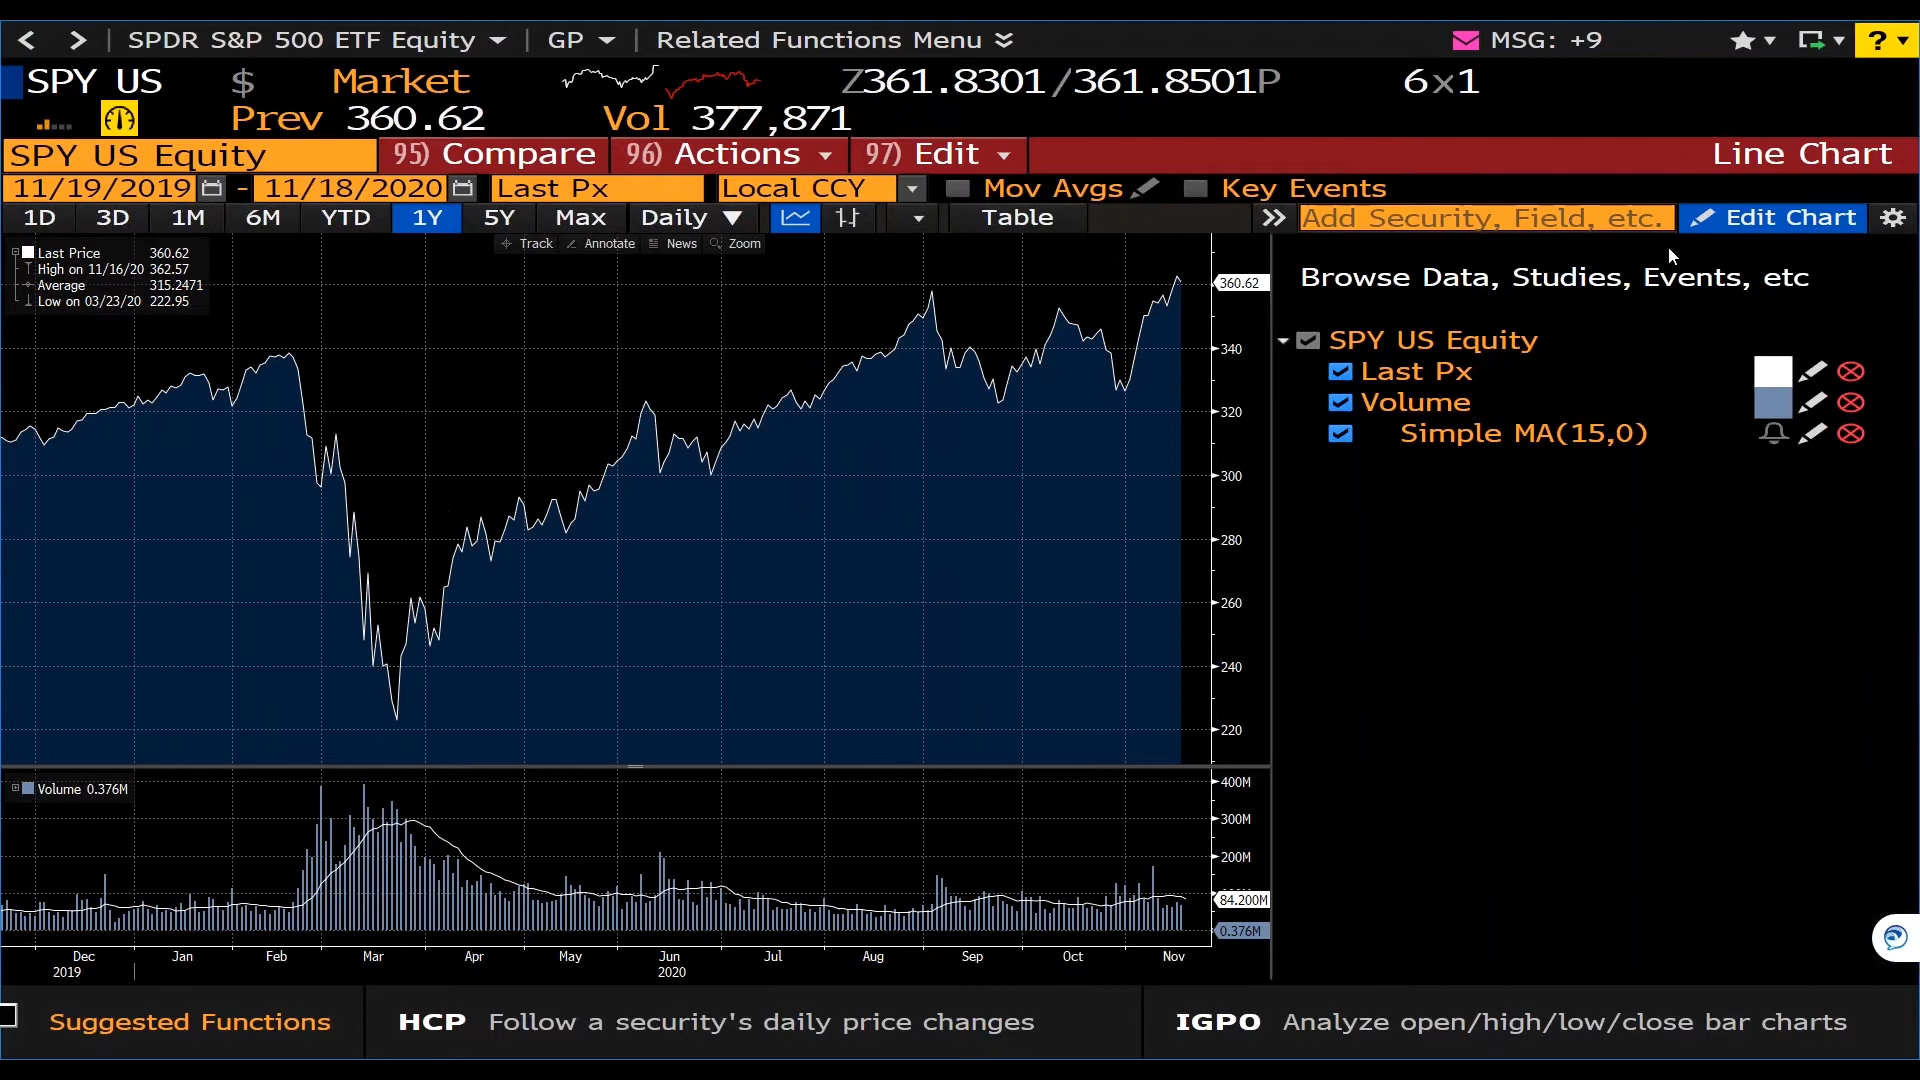 SPDR S&P 500 ETF Equity GP Related Functions Menu MSG: +9 ?
SPY US $ Market Z361.8301/361.8501P 6x1
Prev 360.62 Vol 377,871
SPY US Equity 95) Compare 96) Actions 97) Edit Line Chart
11/19/2019 - 11/18/2020 Last Px Local CCY Mov Avgs Key Events
1D 3D 1M 6M YTD 1Y 5Y Max Daily Table Add Security, Field, etc. Edit Chart
Track Annotate News Zoom
Last Price 360.62
High on 11/16/20 362.57
Average 315.2471
Low on 03/23/20 222.95
Browse Data, Studies, Events, etc
SPY US Equity
Last Px
Volume
Simple MA(15,0)
360.62
340
320
300
280
260
240
220
Volume 0.376M
400M
300M
200M
84.200M
0.376M
Dec Jan Feb Mar Apr May Jun Jul Aug Sep Oct Nov
2019 2020
Suggested Functions HCP Follow a security's daily price changes IGPO Analyze open/high/low/close bar charts